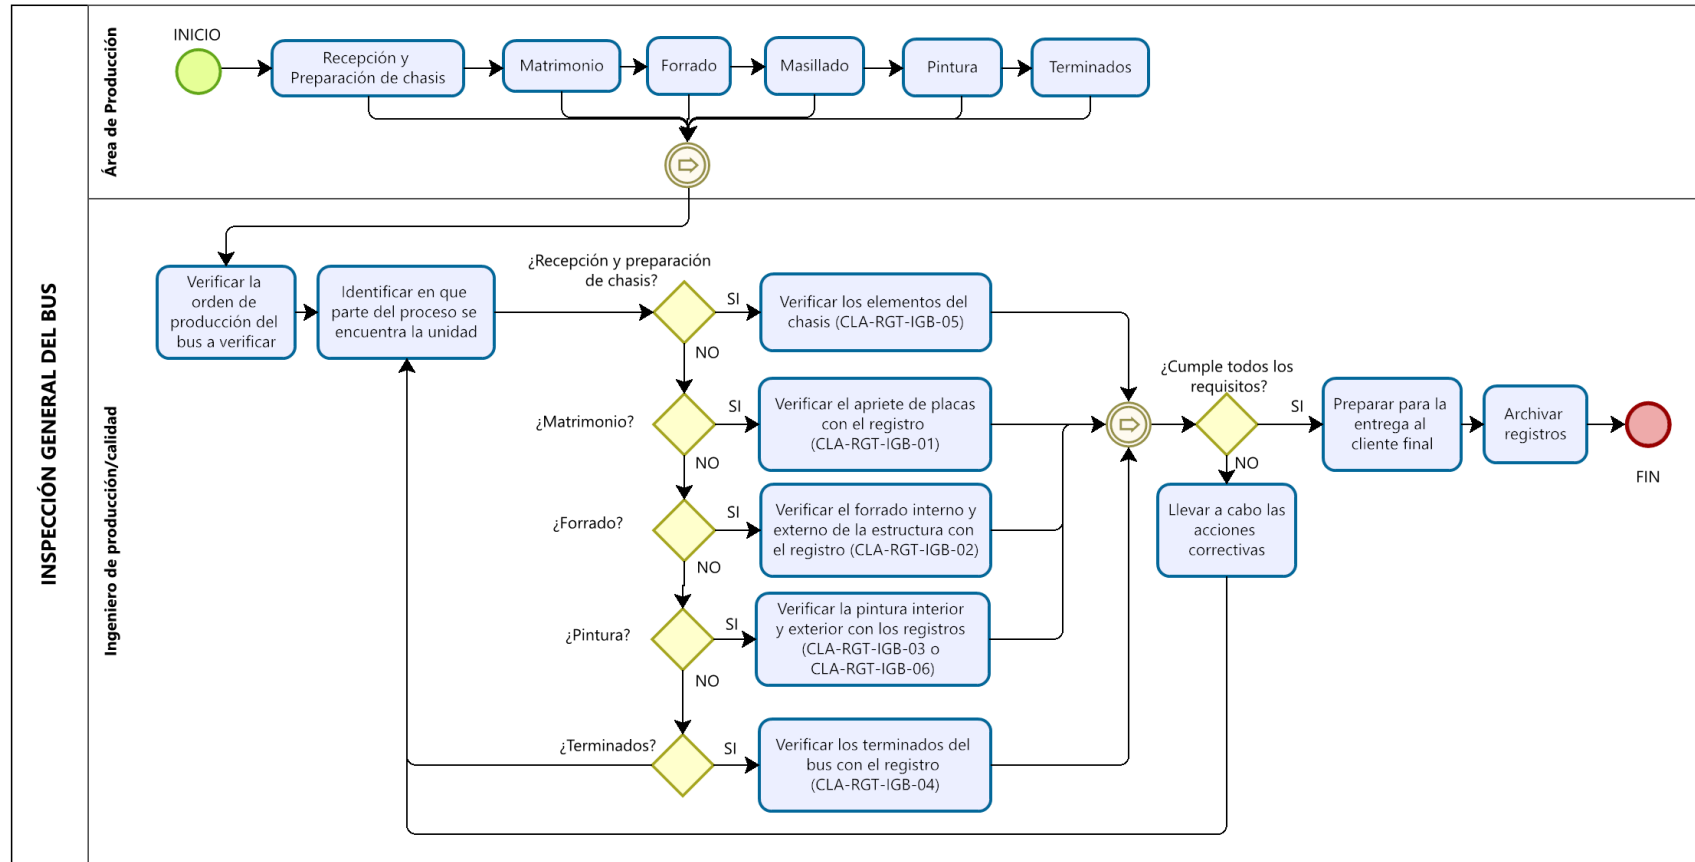 INSPECCIÓN GENERAL DEL BUS
Área de Producción
INICIO
Recepción y
Preparación de chasis
Matrimonio
Forrado
Masillado
Pintura
Terminados
Ingeniero de producción/calidad
Verificar la
orden de
producción del
bus a verificar
Identificar en que
parte del proceso se
encuentra la unidad
¿Recepción y preparación
de chasis?
SI
NO
Verificar los elementos del
chasis (CLA-RGT-IGB-05)
¿Matrimonio?
SI
NO
Verificar el apriete de placas
con el registro
(CLA-RGT-IGB-01)
¿Forrado?
SI
NO
Verificar el forrado interno y
externo de la estructura con
el registro (CLA-RGT-IGB-02)
¿Pintura?
SI
NO
Verificar la pintura interior
y exterior con los registros
(CLA-RGT-IGB-03 o
CLA-RGT-IGB-06)
¿Terminados?
SI
Verificar los terminados del
bus con el registro
(CLA-RGT-IGB-04)
¿Cumple todos los
requisitos?
SI
NO
Llevar a cabo las
acciones
correctivas
Preparar para la
entrega al
cliente final
Archivar
registros
FIN